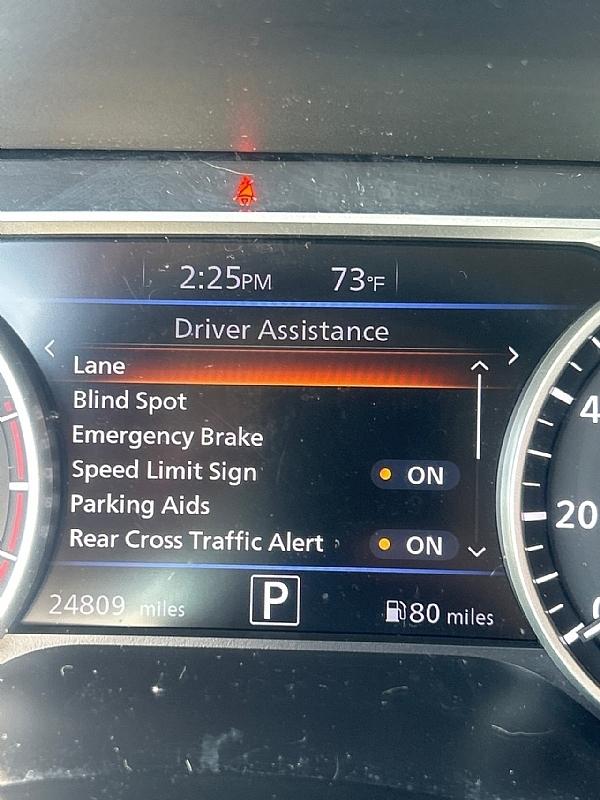 2:25PM 73°F
Driver Assistance
Lane
Blind Spot
Emergency Brake
Speed Limit Sign ON
Parking Aids
Rear Cross Traffic Alert ON
24809 miles P 80 miles
20